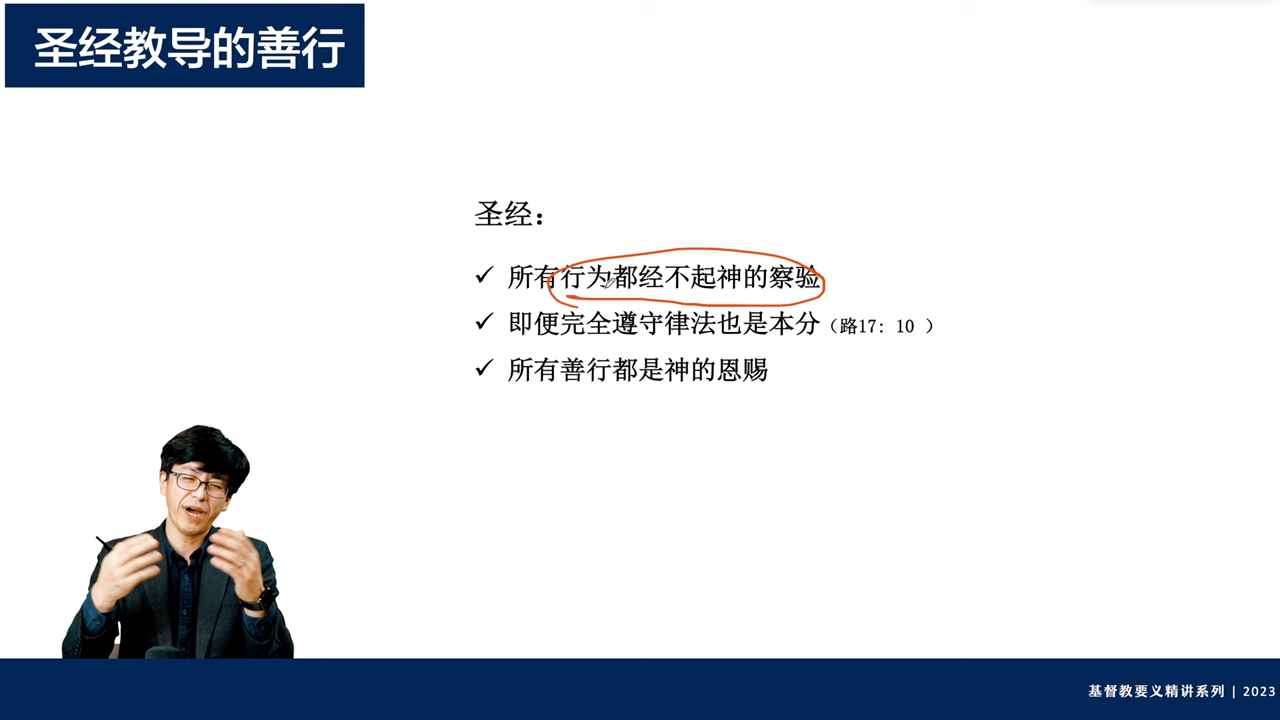 圣经教导的善行
圣经：
✓ 所有行为都经不起神的察验
✓ 即便完全遵守律法也是本分（路17：10 ）
✓ 所有善行都是神的恩赐
基督教要义精讲系列 | 2023